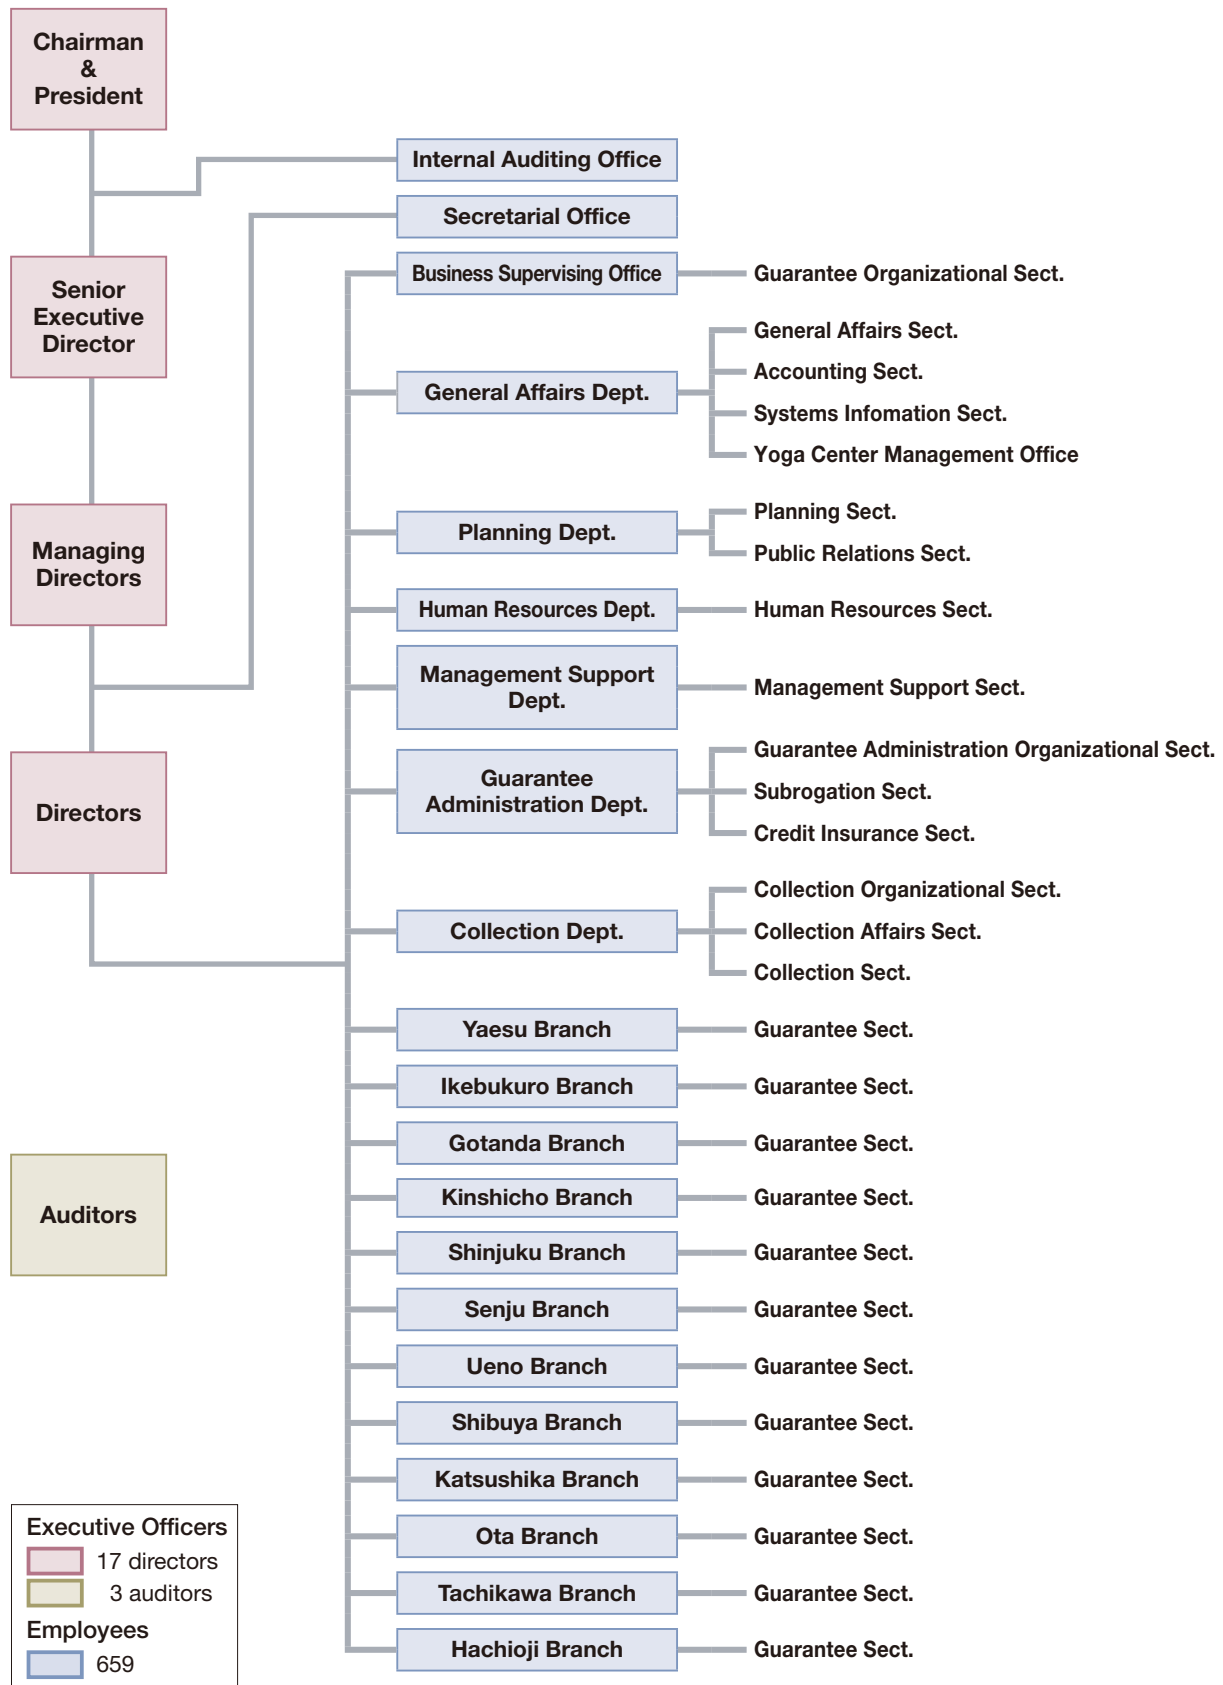 Chairman
&
President
Internal Auditing Office
Secretarial Office
Business Supervising Office
Guarantee Organizational Sect.
Senior
Executive
Director
General Affairs Dept.
General Affairs Sect.
Accounting Sect.
Systems Infomation Sect.
Yoga Center Management Office
Managing
Directors
Planning Dept.
Planning Sect.
Public Relations Sect.
Human Resources Dept.
Human Resources Sect.
Management Support
Dept.
Management Support Sect.
Directors
Guarantee
Administration Dept.
Guarantee Administration Organizational Sect.
Subrogation Sect.
Credit Insurance Sect.
Collection Dept.
Collection Organizational Sect.
Collection Affairs Sect.
Collection Sect.
Yaesu Branch
Guarantee Sect.
Ikebukuro Branch
Guarantee Sect.
Gotanda Branch
Guarantee Sect.
Auditors
Kinshicho Branch
Guarantee Sect.
Shinjuku Branch
Guarantee Sect.
Senju Branch
Guarantee Sect.
Ueno Branch
Guarantee Sect.
Shibuya Branch
Guarantee Sect.
Katsushika Branch
Guarantee Sect.
Ota Branch
Guarantee Sect.
Tachikawa Branch
Guarantee Sect.
Hachioji Branch
Guarantee Sect.
Executive Officers
17 directors
3 auditors
Employees
659